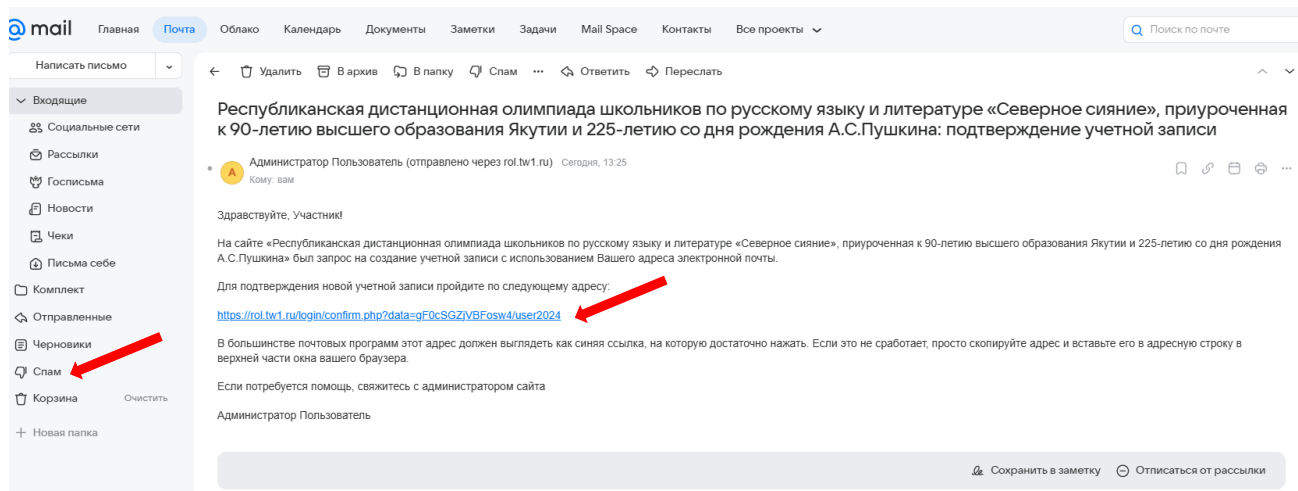 @ mail Главная Почта Облако Календарь Документы Заметки Задачи Mail Space Контакты Все проекты Поиск по почте
Написать письмо
Удалить В архив В папку Спам ••• Ответить Переслать
Входящие
Социальные сети
Рассылки
Госписьма
Новости
Чеки
Письма себе
Комплект
Отправленные
Черновики
Спам
Корзина Очистить
+ Новая папка
Республиканская дистанционная олимпиада школьников по русскому языку и литературе «Северное сияние», приуроченная
к 90-летию высшего образования Якутии и 225-летию со дня рождения А.С.Пушкина: подтверждение учетной записи
А
Администратор Пользователь (отправлено через rol.tw1.ru) Сегодня, 13:25
Кому: вам
Здравствуйте, Участник!
На сайте «Республиканская дистанционная олимпиада школьников по русскому языку и литературе «Северное сияние», приуроченная к 90-летию высшего образования Якутии и 225-летию со дня рождения
А.С.Пушкина» был запрос на создание учетной записи с использованием Вашего адреса электронной почты.
Для подтверждения новой учетной записи пройдите по следующему адресу:
https://rol.tw1.ru/login/confirm.php?data=gF0cSGZjVBFosw4/user2024
В большинстве почтовых программ этот адрес должен выглядеть как синяя ссылка, на которую достаточно нажать. Если это не сработает, просто скопируйте адрес и вставьте его в адресную строку в
верхней части окна вашего браузера.
Если потребуется помощь, свяжитесь с администратором сайта
Администратор Пользователь
Сохранить в заметку Отписаться от рассылки